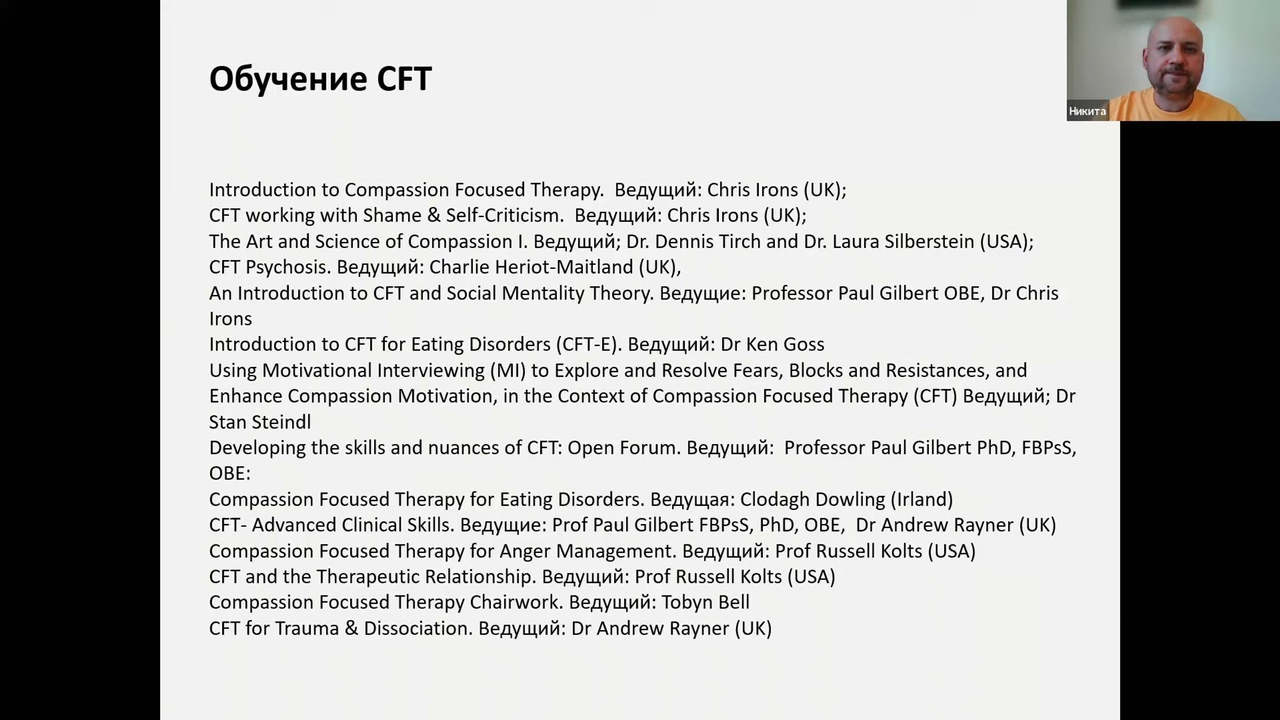 Обучение CFT
Никита
Introduction to Compassion Focused Therapy.  Ведущий: Chris Irons (UK);
CFT working with Shame & Self-Criticism.  Ведущий: Chris Irons (UK);
The Art and Science of Compassion I. Ведущий; Dr. Dennis Tirch and Dr. Laura Silberstein (USA);
CFT Psychosis. Ведущий: Charlie Heriot-Maitland (UK),
An Introduction to CFT and Social Mentality Theory. Ведущие: Professor Paul Gilbert OBE, Dr Chris
Irons
Introduction to CFT for Eating Disorders (CFT-E). Ведущий: Dr Ken Goss
Using Motivational Interviewing (MI) to Explore and Resolve Fears, Blocks and Resistances, and
Enhance Compassion Motivation, in the Context of Compassion Focused Therapy (CFT) Ведущий; Dr
Stan Steindl
Developing the skills and nuances of CFT: Open Forum. Ведущий:  Professor Paul Gilbert PhD, FBPsS,
OBE:
Compassion Focused Therapy for Eating Disorders. Ведущая: Clodagh Dowling (Irland)
CFT- Advanced Clinical Skills. Ведущие: Prof Paul Gilbert FBPsS, PhD, OBE,  Dr Andrew Rayner (UK)
Compassion Focused Therapy for Anger Management. Ведущий: Prof Russell Kolts (USA)
CFT and the Therapeutic Relationship. Ведущий: Prof Russell Kolts (USA)
Compassion Focused Therapy Chairwork. Ведущий: Tobyn Bell
CFT for Trauma & Dissociation. Ведущий: Dr Andrew Rayner (UK)